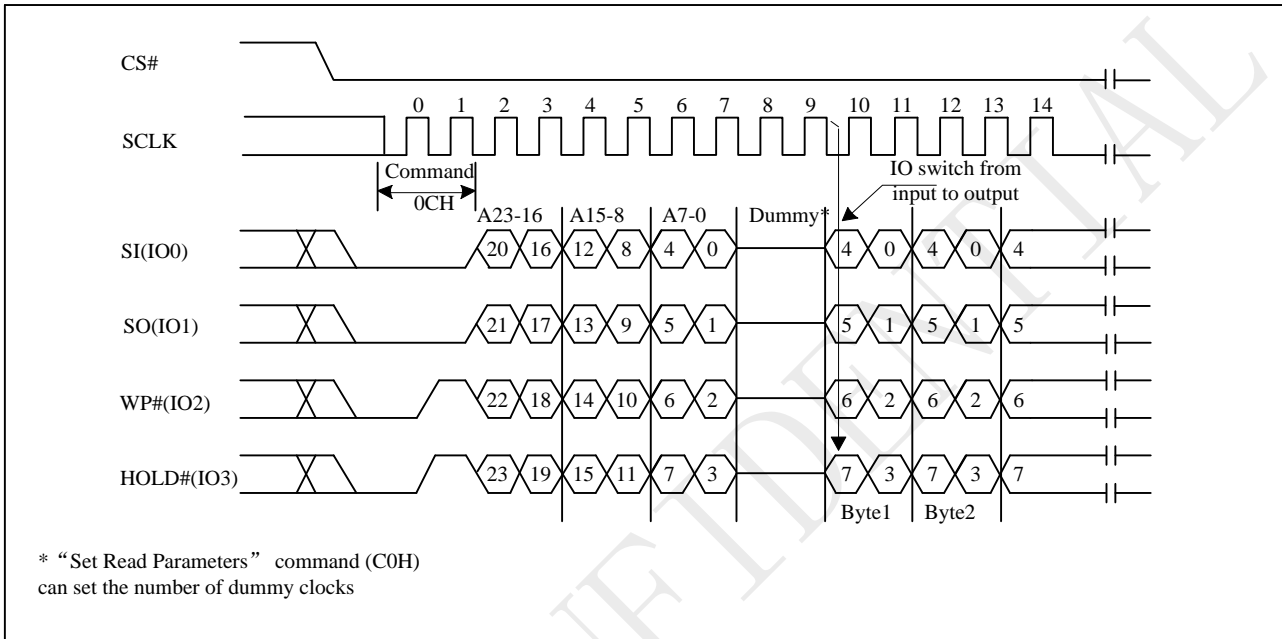 CS#
0 1 2 3 4 5 6 7 8 9 10 11 12 13 14
SCLK
Command
0CH
IO switch from
input to output
A23-16 A15-8 A7-0 Dummy*
SI(IO0) 20 16 12 8 4 0 4 0 4 0 4
SO(IO1) 21 17 13 9 5 1 5 1 5 1 5
WP#(IO2) 22 18 14 10 6 2 6 2 6 2 6
HOLD#(IO3) 23 19 15 11 7 3 7 3 7 3 7
Byte1 Byte2
* “Set Read Parameters” command (C0H)
can set the number of dummy clocks
FIDENTIAL